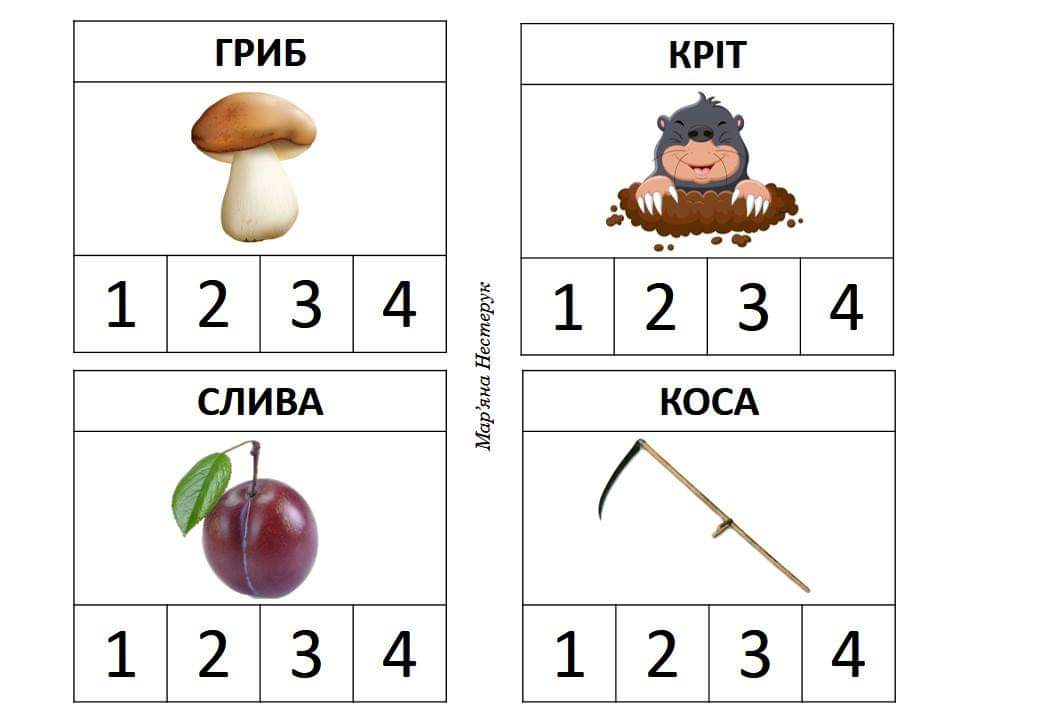 ГРИБ
1 2 3 4
КРІТ
1 2 3 4
Мар'яна Нестерук
СЛИВА
1 2 3 4
КОСА
1 2 3 4